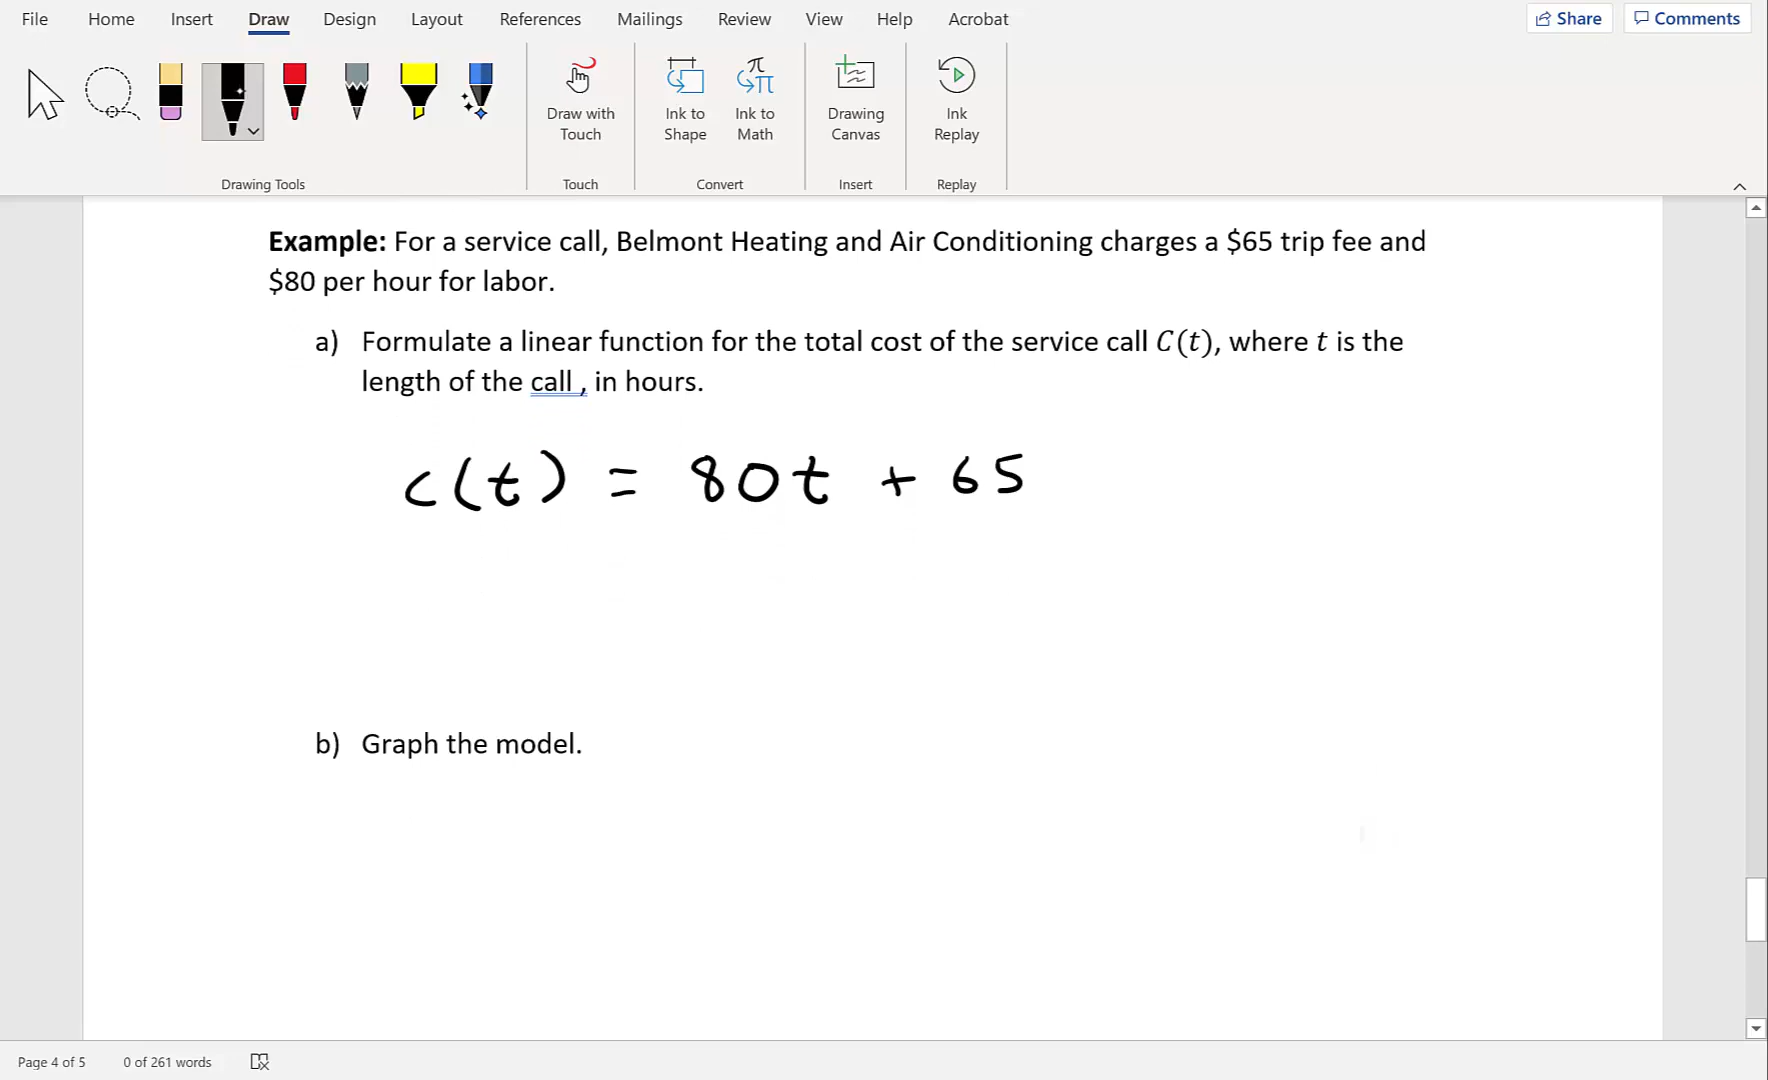 File Home Insert Draw Design Layout References Mailings Review View Help Acrobat Share Comments
Draw with Touch
Ink to Shape
Ink to Math
Drawing Canvas
Ink Replay
Drawing Tools Touch Convert Insert Replay
Example: For a service call, Belmont Heating and Air Conditioning charges a $65 trip fee and
$80 per hour for labor.
a) Formulate a linear function for the total cost of the service call C(t), where t is the
length of the call , in hours.
c(t) = 80t + 65
b) Graph the model.
Page 4 of 5 0 of 261 words